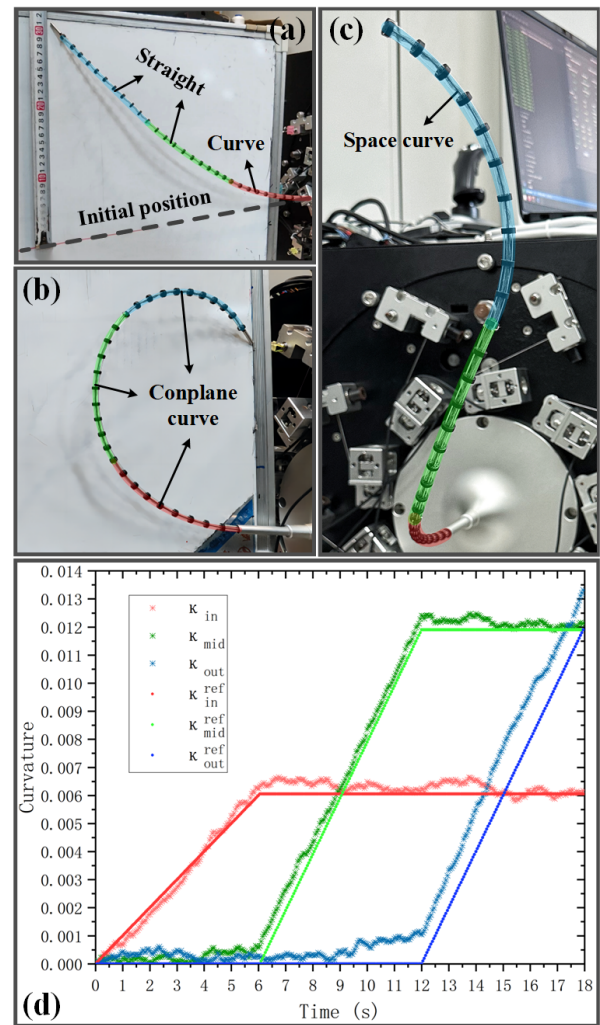 (a)
Straight
Curve
Initial position
(b)
Conplane
curve
(c)
Space curve
0.014
0.013
0.012
0.011
0.010
0.009
0.008
0.007
0.006
0.005
0.004
0.003
0.002
0.001
0.000
Curvature
κ in
κ mid
κ out
κ ref in
κ ref mid
κ ref out
0 1 2 3 4 5 6 7 8 9 10 11 12 13 14 15 16 17 18
Time (s)
(d)